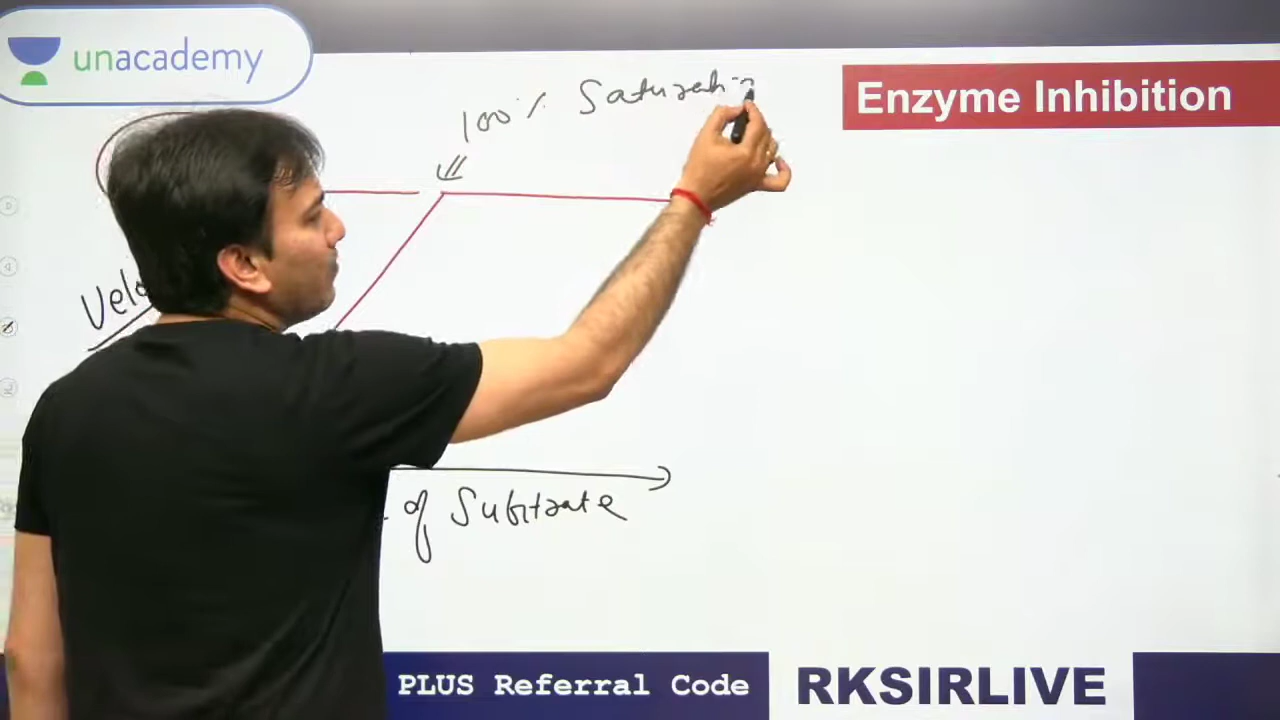 unacademy
Enzyme Inhibition
100% Saturation
Velo
of Substrate
PLUS Referral Code
RKSIRLIVE